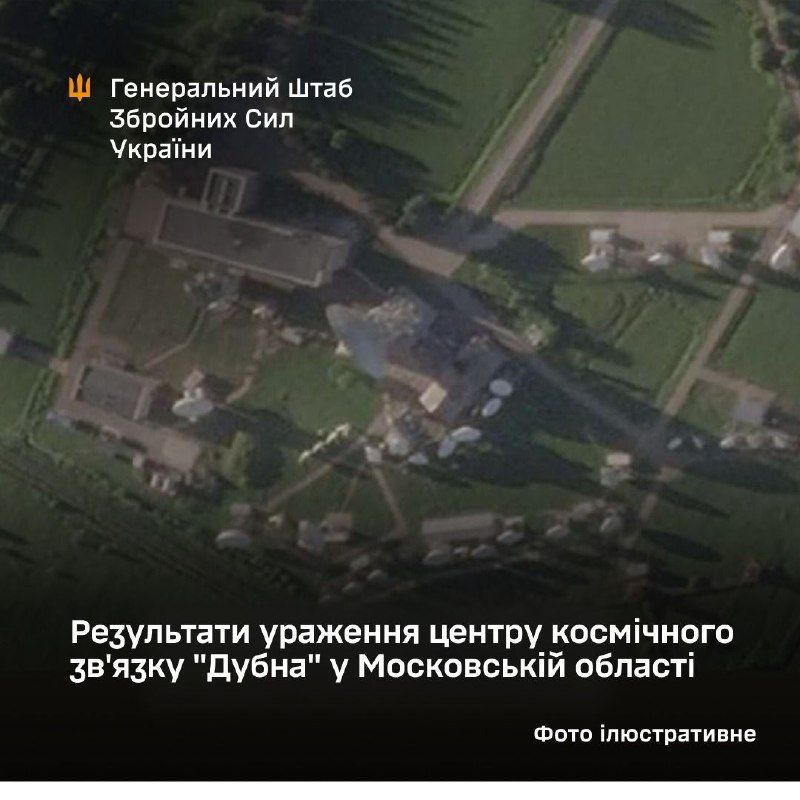 Генеральний Штаб
Збройних Сил
України
Результати ураження центру космічного
зв'язку "Дубна" у Московській області
Фото ілюстративне